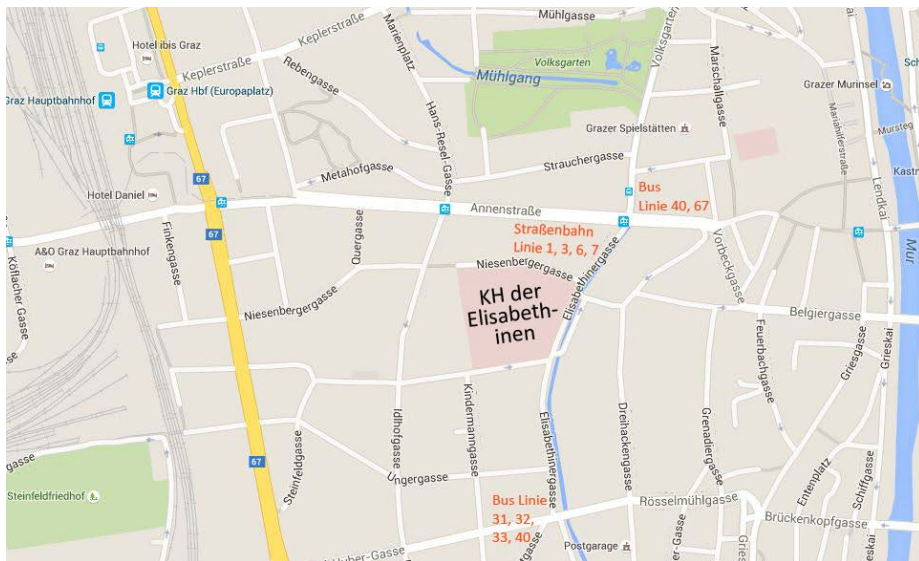 Hotel ibis Graz
Keplerstraße
Keplerstraße
Marienplatz
Mühlgasse
Volksgarten
Volksgarten
Mühlgang
Rebengasse
Marschallgasse
Graz Hauptbahnhof
Graz Hbf (Europaplatz)
Grazer Murinsel
Mariahilferstraße
Mursteg
Hans-Resel-Gasse
Grazer Spielstätten
Strauchergasse
Metahofgasse
67
Hotel Daniel
Kastn
Lendkai
Bus
Linie 40, 67
Annenstraße
Straßenbahn
Linie 1, 3, 6, 7
67
Finkengasse
Quergasse
A&O Graz Hauptbahnhof
Köflacher Gasse
Vorbeckgasse
Mur
Niesenbergergasse
Elisabethinergasse
KH der
Elisabeth-
inen
Niesenbergergasse
Belgiergasse
Feuerbachgasse
Griesgasse
Grieskai
Idlhofgasse
Kindermanngasse
Elisabethinergasse
Dreihackengasse
Grenadiergasse
Steinfeldgasse
67
gasse
Ungergasse
Steinfeldfriedhof
Entenplatz
Schiffgasse
Bus Linie
31, 32,
33, 40
Rösselmühlgasse
Brückenkopfgasse
Postgarage